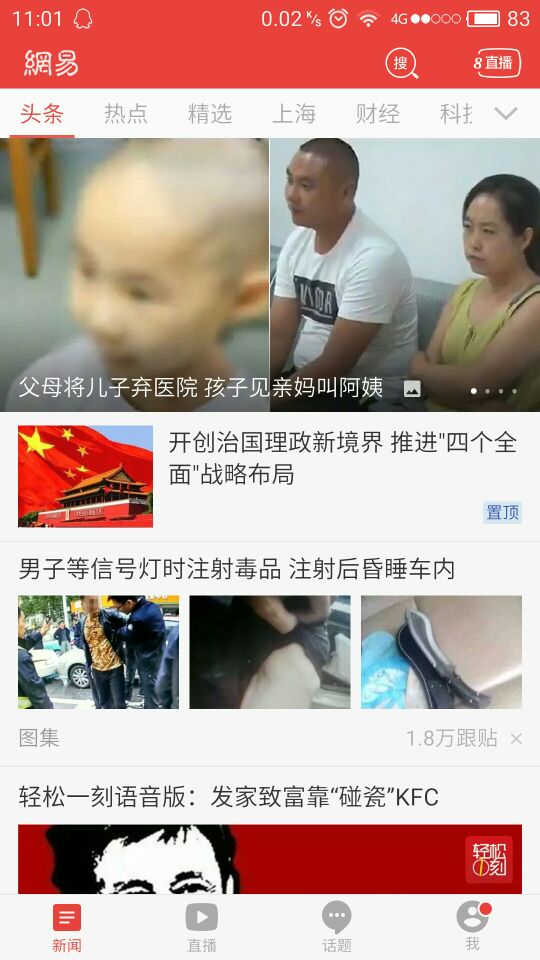 11:01
0.02 K/s
4G
83
網易
搜
直播
头条 热点 精选 上海 财经 科技
父母将儿子弃医院 孩子见亲妈叫阿姨
开创治国理政新境界 推进"四个全
面"战略布局
置顶
男子等信号灯时注射毒品 注射后昏睡车内
图集
1.8万跟贴
轻松一刻语音版：发家致富靠“碰瓷”KFC
轻松
一刻
新闻 直播 话题 我